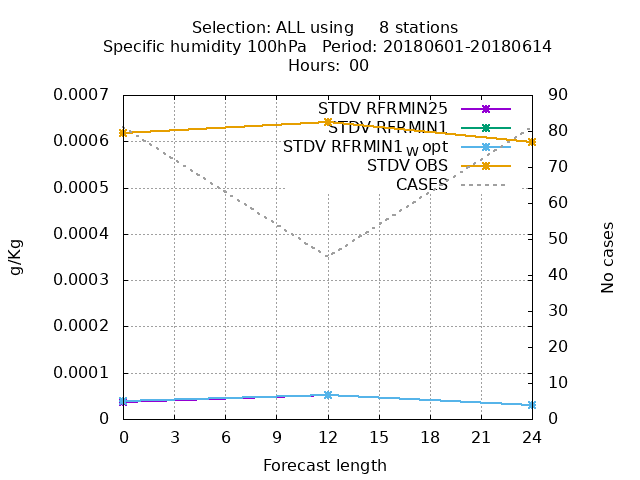 Selection: ALL using     8 stations
Specific humidity 100hPa   Period: 20180601-20180614
Hours:  00
0.0007
0.0006
0.0005
0.0004
0.0003
0.0002
0.0001
0
90
80
70
60
50
40
30
20
10
0
STDV RFRMIN25
STDV RFRMIN1
STDV RFRMIN1 w opt
STDV OBS
CASES
g/Kg
No cases
0 3 6 9 12 15 18 21 24
Forecast length